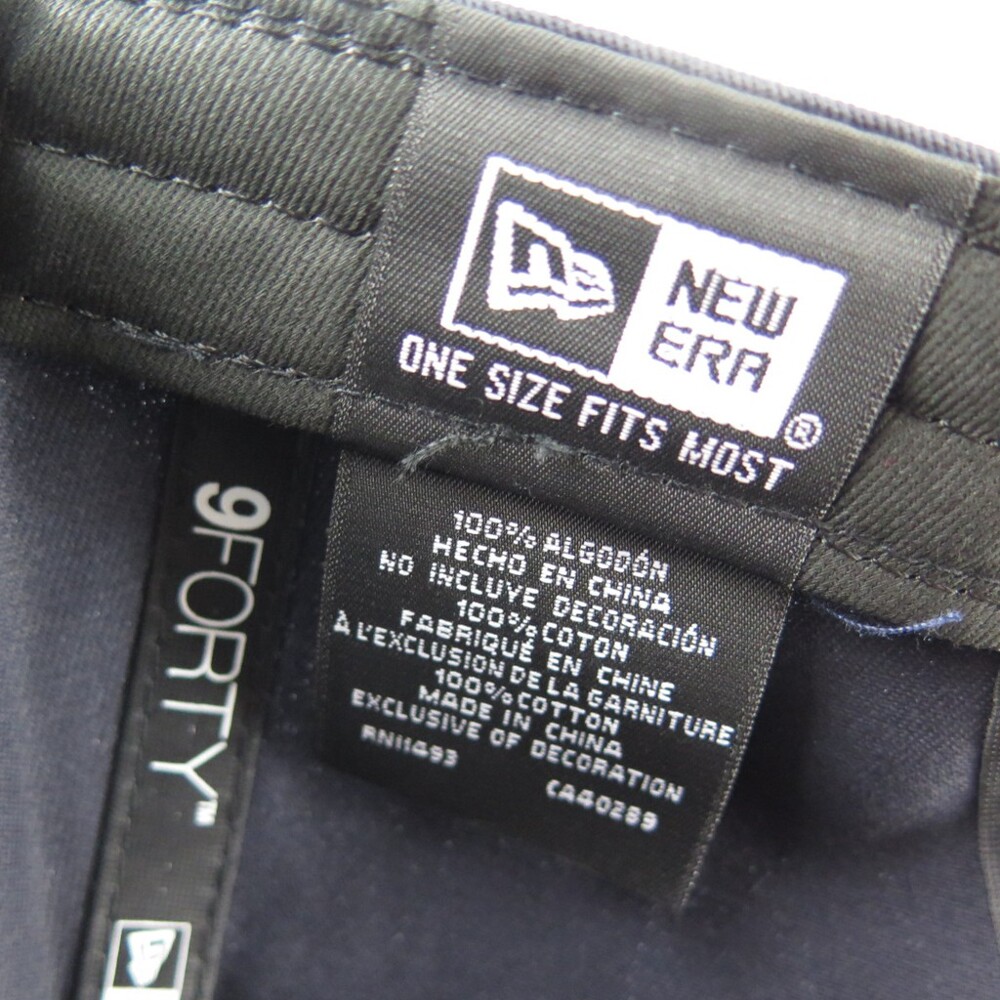 NEW
ERA
®
ONE SIZE FITS MOST
100% ALGODÓN
HECHO EN CHINA
NO INCLUYE DECORACIÓN
100% COTON
FABRIQUÉ EN CHINE
À L'EXCLUSION DE LA GARNITURE
100% COTTON
MADE IN CHINA
EXCLUSIVE OF DECORATION
RN11493
CA40289
9FORTY™